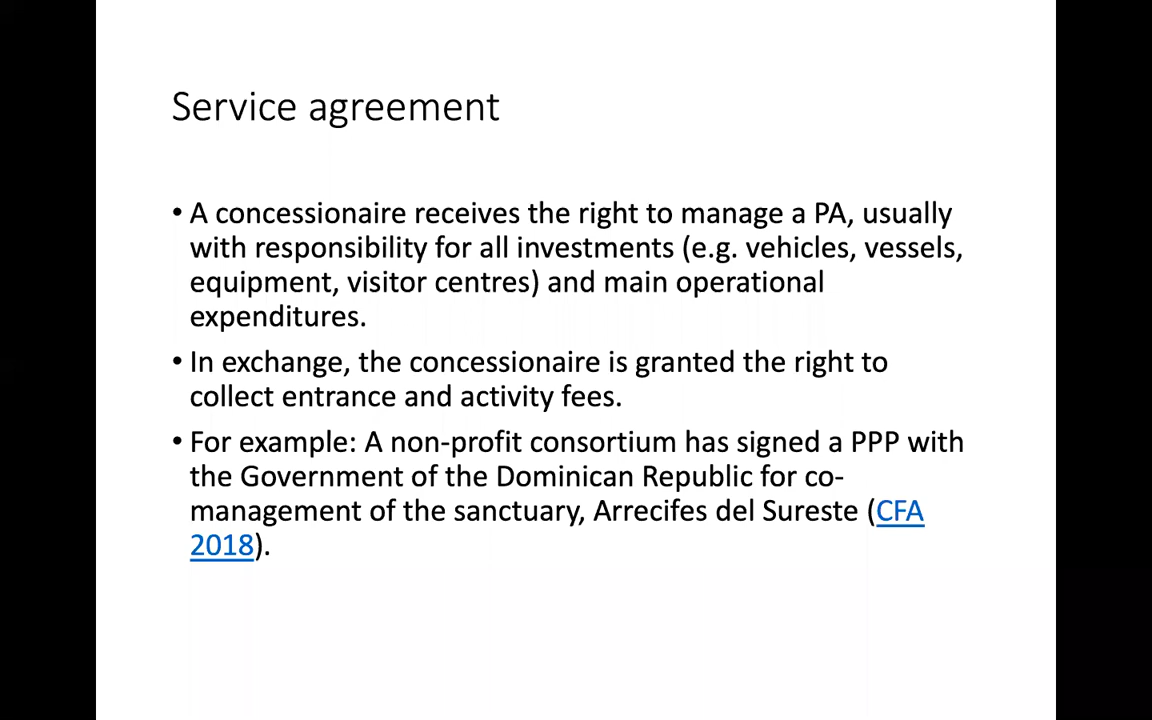 Service agreement
• A concessionaire receives the right to manage a PA, usually
with responsibility for all investments (e.g. vehicles, vessels,
equipment, visitor centres) and main operational
expenditures.
• In exchange, the concessionaire is granted the right to
collect entrance and activity fees.
• For example: A non-profit consortium has signed a PPP with
the Government of the Dominican Republic for co-
management of the sanctuary, Arrecifes del Sureste (CFA
2018).